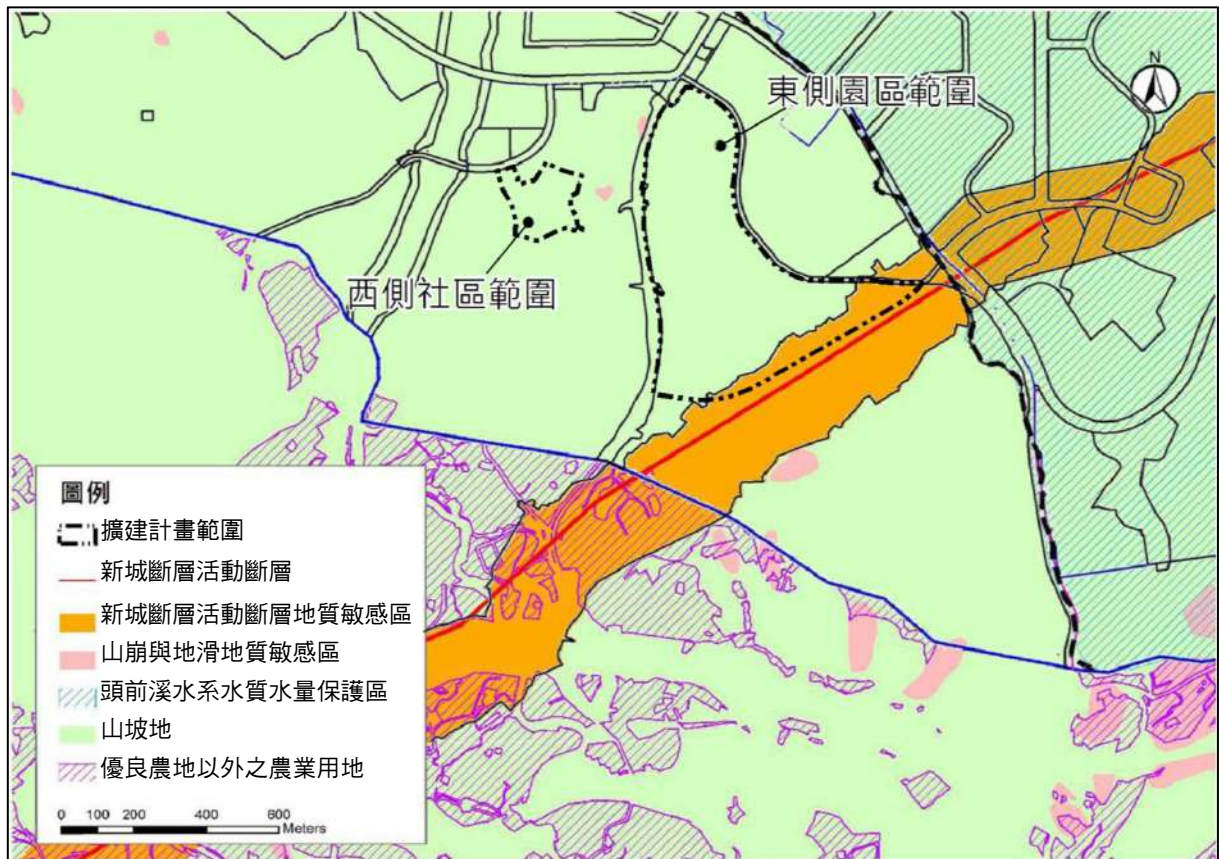 N
東側園區範圍
西側社區範圍
圖例
擴建計畫範圍
新城斷層活動斷層
新城斷層活動斷層地質敏感區
山崩與地滑地質敏感區
頭前溪水系水質水量保護區
山坡地
優良農地以外之農業用地
0 100 200 400 600
Meters